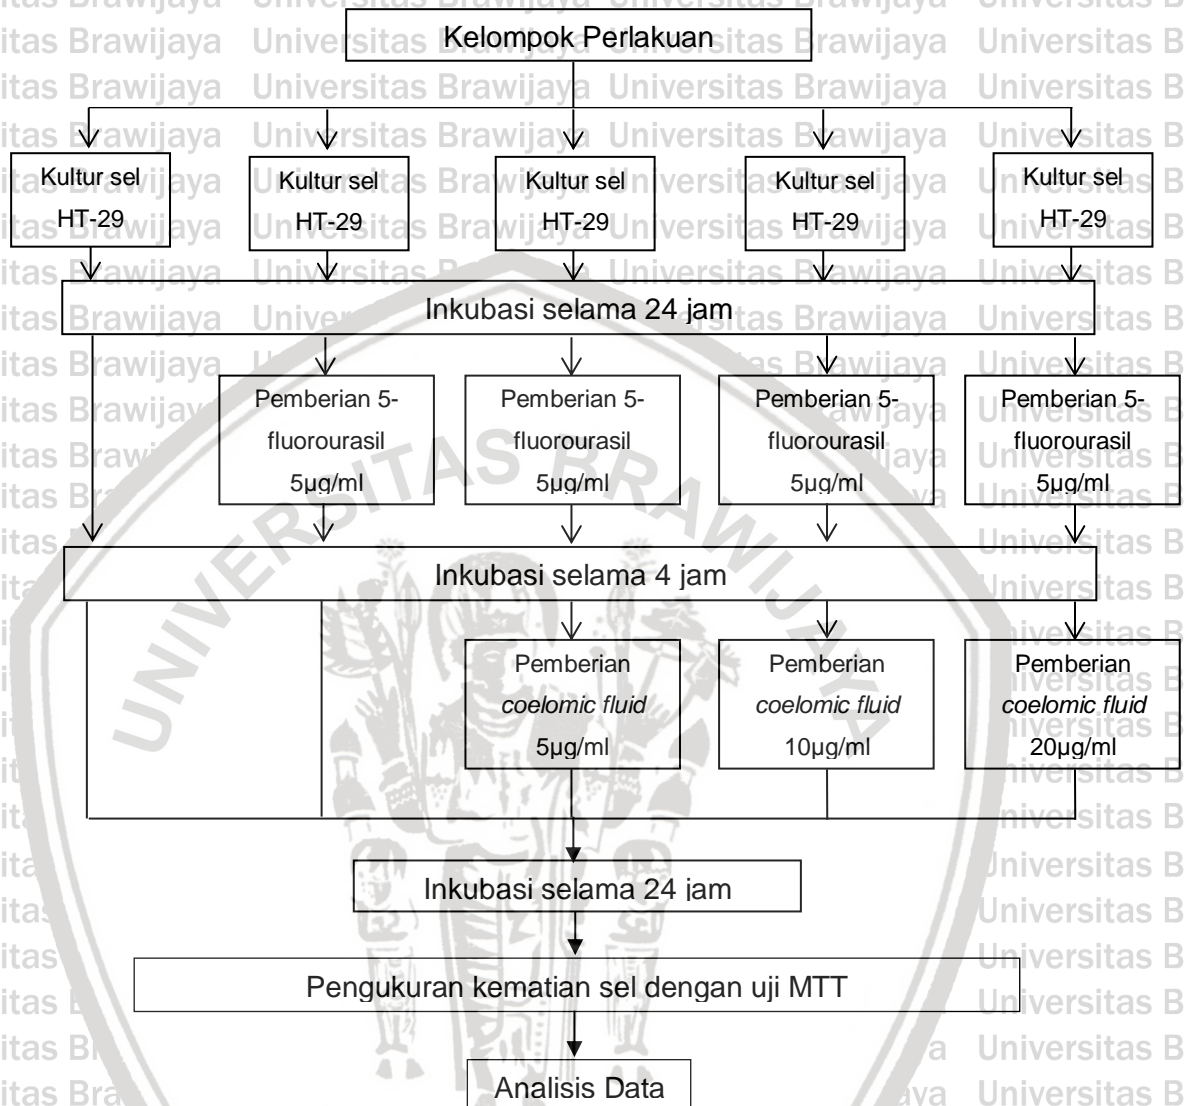 Kelompok Perlakuan
Kultur sel
HT-29
Kultur sel
HT-29
Kultur sel
HT-29
Kultur sel
HT-29
Kultur sel
HT-29
Inkubasi selama 24 jam
Pemberian 5-
fluorourasil
5µg/ml
Pemberian 5-
fluorourasil
5µg/ml
Pemberian 5-
fluorourasil
5µg/ml
Pemberian 5-
fluorourasil
5µg/ml
Inkubasi selama 4 jam
Pemberian
coelomic fluid
5µg/ml
Pemberian
coelomic fluid
10µg/ml
Pemberian
coelomic fluid
20µg/ml
Inkubasi selama 24 jam
Pengukuran kematian sel dengan uji MTT
Analisis Data
UNIVERSITAS BRAWIJAYA